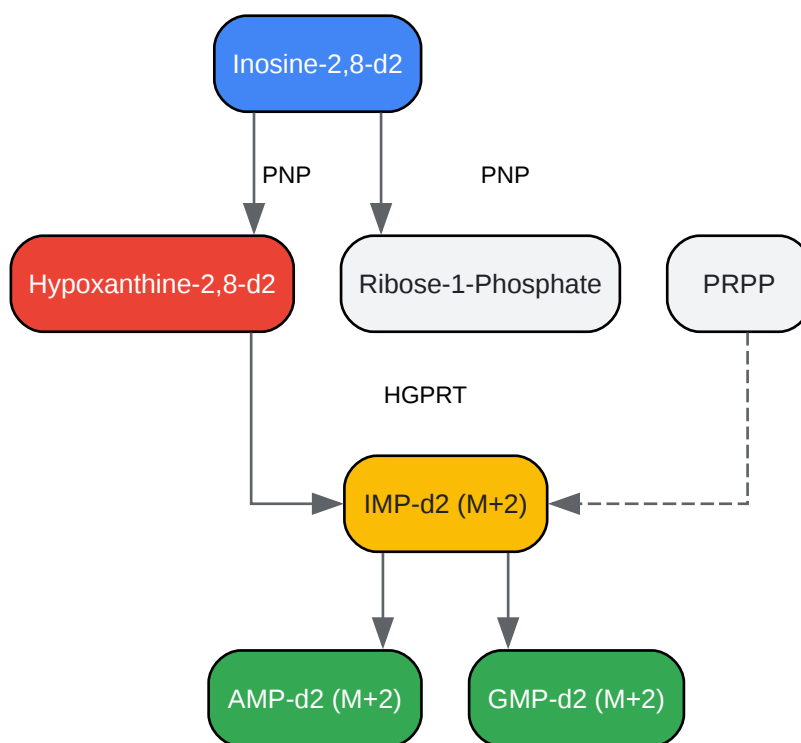 Inosine-2,8-d2
PNP
PNP
Hypoxanthine-2,8-d2
Ribose-1-Phosphate
PRPP
HGPRT
IMP-d2 (M+2)
AMP-d2 (M+2)
GMP-d2 (M+2)